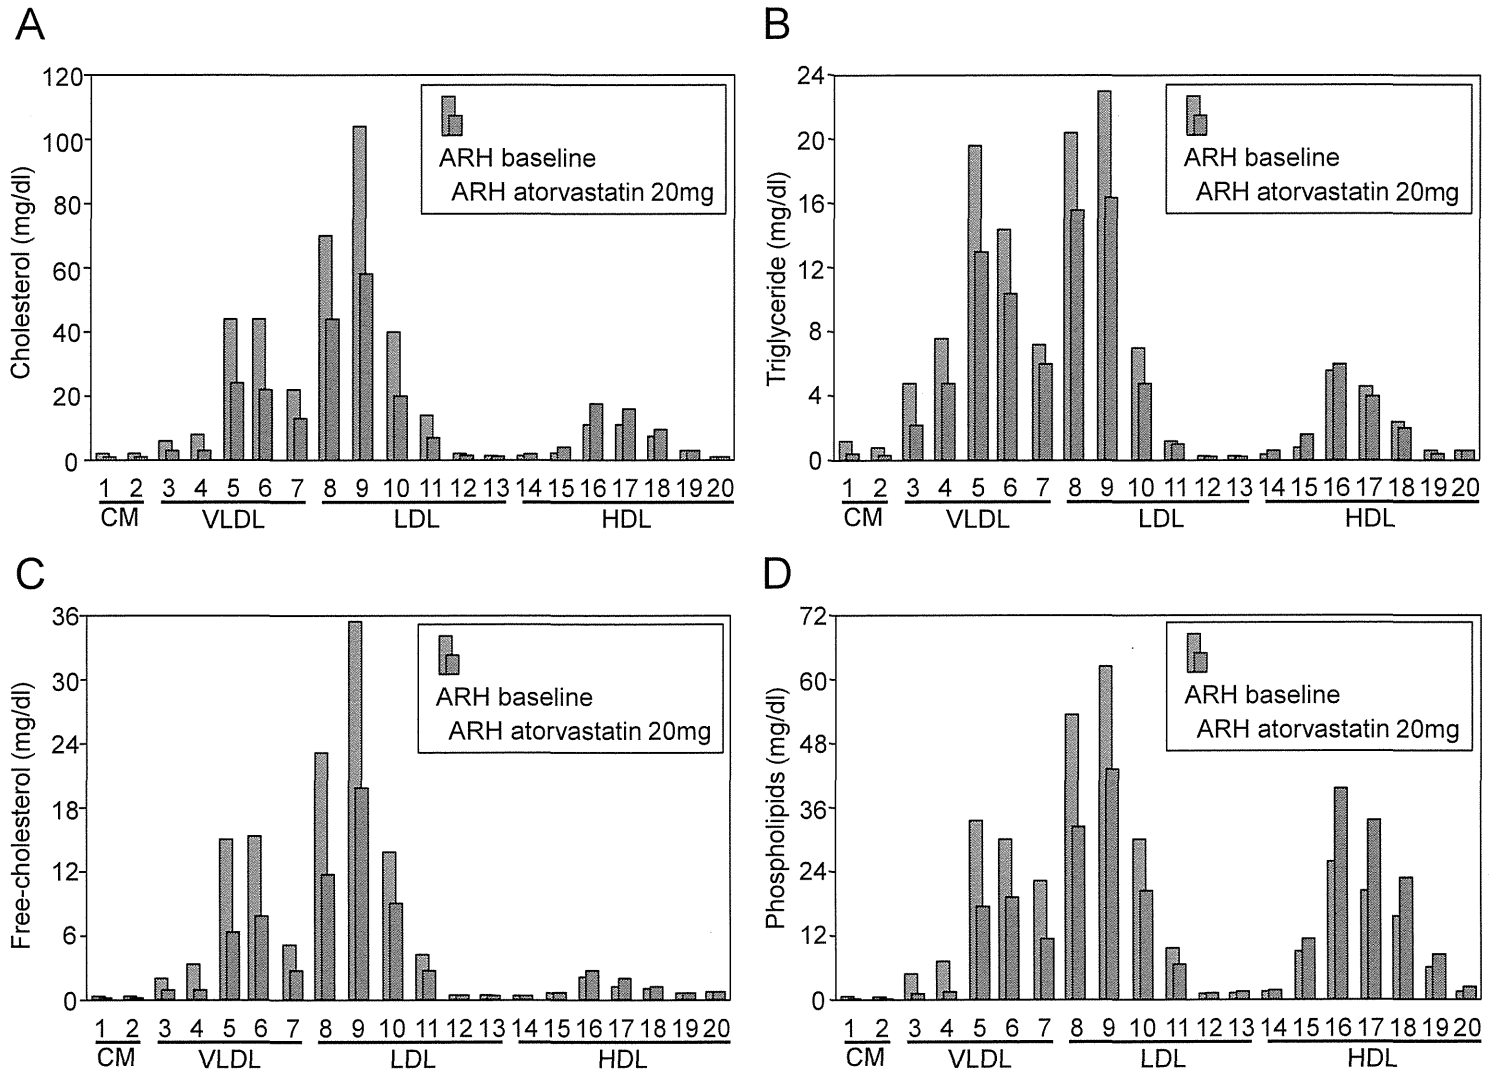 A
Cholesterol (mg/dl)
120
100
80
60
40
20
0
ARH baseline
ARH atorvastatin 20mg
1 2 3 4 5 6 7 8 9 10 11 12 13 14 15 16 17 18 19 20
CM VLDL LDL HDL
B
Triglyceride (mg/dl)
24
20
16
12
8
4
0
ARH baseline
ARH atorvastatin 20mg
1 2 3 4 5 6 7 8 9 10 11 12 13 14 15 16 17 18 19 20
CM VLDL LDL HDL
C
Free-cholesterol (mg/dl)
36
30
24
18
12
6
0
ARH baseline
ARH atorvastatin 20mg
1 2 3 4 5 6 7 8 9 10 11 12 13 14 15 16 17 18 19 20
CM VLDL LDL HDL
D
Phospholipids (mg/dl)
72
60
48
36
24
12
0
ARH baseline
ARH atorvastatin 20mg
1 2 3 4 5 6 7 8 9 10 11 12 13 14 15 16 17 18 19 20
CM VLDL LDL HDL